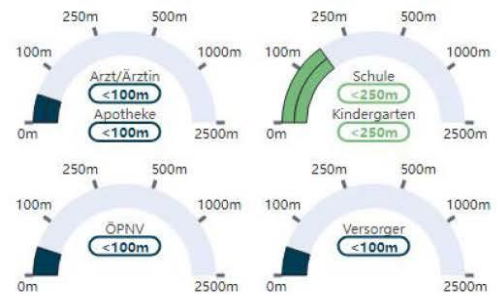 250m 500m
100m 1000m
Arzt/Ärztin
<100m
Apotheke
<100m
0m 2500m
250m 500m
100m 1000m
Schule
<250m
Kindergarten
<250m
0m 2500m
250m 500m
100m 1000m
ÖPNV
<100m
0m 2500m
250m 500m
100m 1000m
Versorger
<100m
0m 2500m